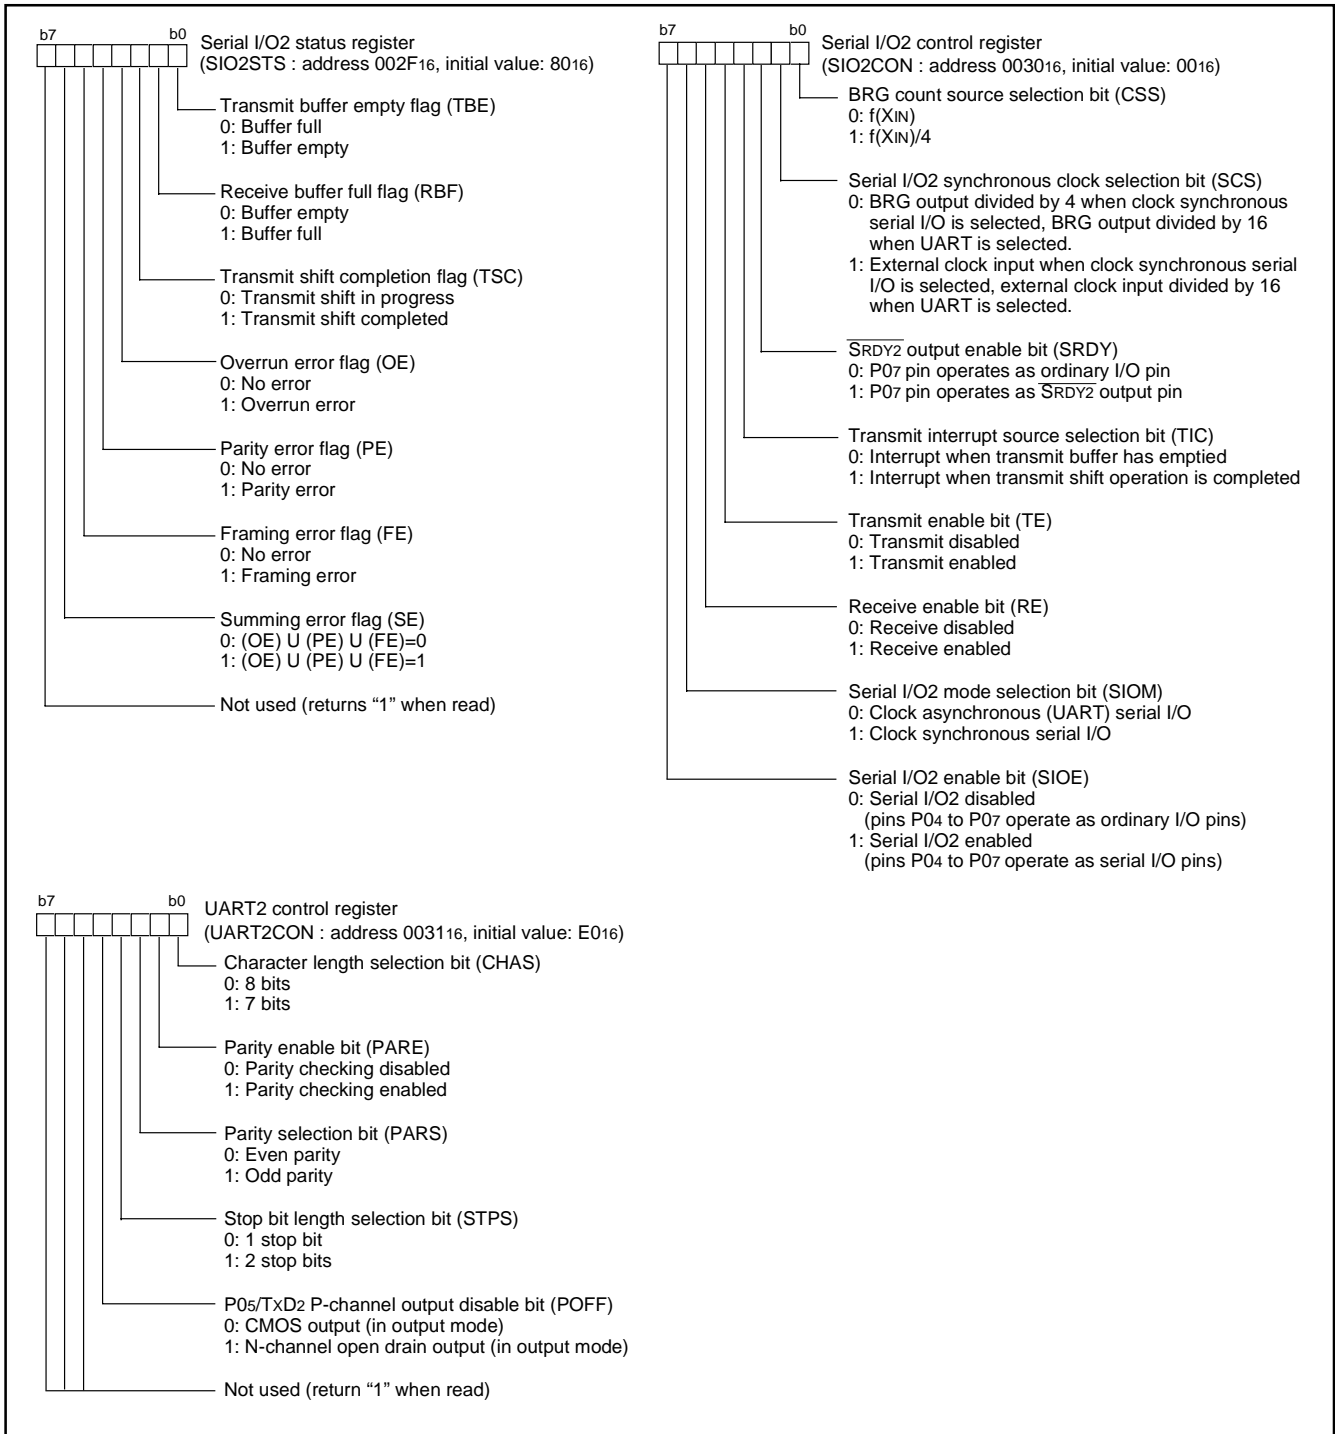 b7 b0
Serial I/O2 status register
(SIO2STS : address 002F16, initial value: 8016)
Transmit buffer empty flag (TBE)
0: Buffer full
1: Buffer empty
Receive buffer full flag (RBF)
0: Buffer empty
1: Buffer full
Transmit shift completion flag (TSC)
0: Transmit shift in progress
1: Transmit shift completed
Overrun error flag (OE)
0: No error
1: Overrun error
Parity error flag (PE)
0: No error
1: Parity error
Framing error flag (FE)
0: No error
1: Framing error
Summing error flag (SE)
0: (OE) U (PE) U (FE)=0
1: (OE) U (PE) U (FE)=1
Not used (returns “1” when read)
b7 b0
Serial I/O2 control register
(SIO2CON : address 003016, initial value: 0016)
BRG count source selection bit (CSS)
0: f(XIN)
1: f(XIN)/4
Serial I/O2 synchronous clock selection bit (SCS)
0: BRG output divided by 4 when clock synchronous
serial I/O is selected, BRG output divided by 16
when UART is selected.
1: External clock input when clock synchronous serial
I/O is selected, external clock input divided by 16
when UART is selected.
SRDY2 output enable bit (SRDY)
0: P07 pin operates as ordinary I/O pin
1: P07 pin operates as SRDY2 output pin
Transmit interrupt source selection bit (TIC)
0: Interrupt when transmit buffer has emptied
1: Interrupt when transmit shift operation is completed
Transmit enable bit (TE)
0: Transmit disabled
1: Transmit enabled
Receive enable bit (RE)
0: Receive disabled
1: Receive enabled
Serial I/O2 mode selection bit (SIOM)
0: Clock asynchronous (UART) serial I/O
1: Clock synchronous serial I/O
Serial I/O2 enable bit (SIOE)
0: Serial I/O2 disabled
(pins P04 to P07 operate as ordinary I/O pins)
1: Serial I/O2 enabled
(pins P04 to P07 operate as serial I/O pins)
b7 b0
UART2 control register
(UART2CON : address 003116, initial value: E016)
Character length selection bit (CHAS)
0: 8 bits
1: 7 bits
Parity enable bit (PARE)
0: Parity checking disabled
1: Parity checking enabled
Parity selection bit (PARS)
0: Even parity
1: Odd parity
Stop bit length selection bit (STPS)
0: 1 stop bit
1: 2 stop bits
P05/TxD2 P-channel output disable bit (POFF)
0: CMOS output (in output mode)
1: N-channel open drain output (in output mode)
Not used (return “1” when read)